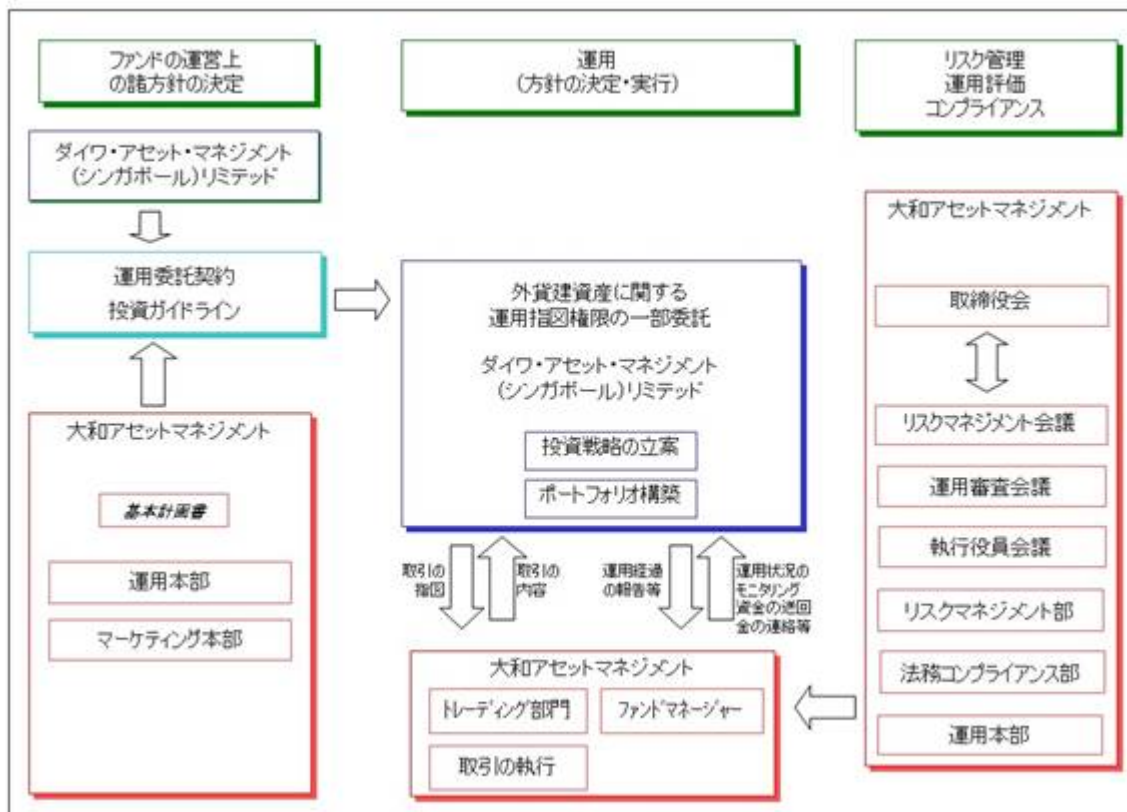 ファンドの運営上
の諸方針の決定
運用
(方針の決定・実行)
リスク管理
運用評価
コンプライアンス
ダイワ・アセット・マネジメント
(シンガポール)リミテッド
運用委託契約
投資ガイドライン
外貨建資産に関する
運用指図権限の一部委託
ダイワ・アセット・マネジメント
(シンガポール)リミテッド
投資戦略の立案
ポートフォリオ構築
大和アセットマネジメント
基本計画書
運用本部
マーケティング本部
取引の
指図
取引の
内容
運用経過
の報告等
運用状況の
モニタリング
資金の送回
金の連絡等
大和アセットマネジメント
トレーディング部門
ファンドマネージャー
取引の執行
大和アセットマネジメント
取締役会
リスクマネジメント会議
運用審査会議
執行役員会議
リスクマネジメント部
法務コンプライアンス部
運用本部